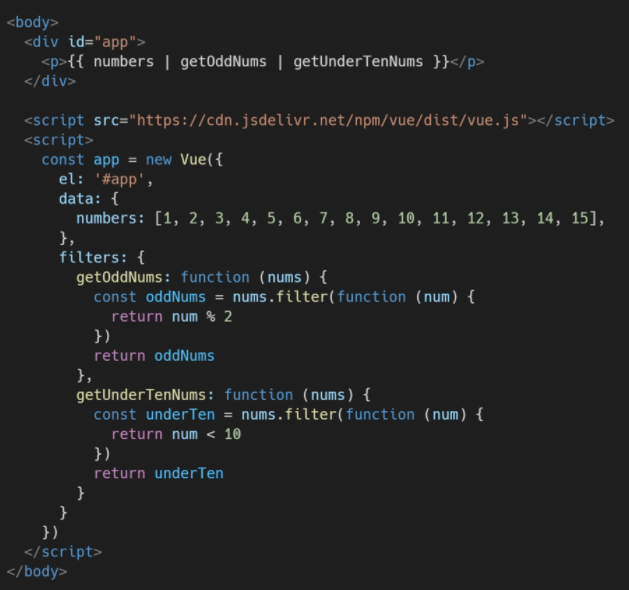 <body>
  <div id="app">
    <p>{{ numbers | getOddNums | getUnderTenNums }}</p>
  </div>

  <script src="https://cdn.jsdelivr.net/npm/vue/dist/vue.js"></script>
  <script>
    const app = new Vue({
      el: '#app',
      data: {
        numbers: [1, 2, 3, 4, 5, 6, 7, 8, 9, 10, 11, 12, 13, 14, 15],
      },
      filters: {
        getOddNums: function (nums) {
          const oddNums = nums.filter(function (num) {
            return num % 2
          })
          return oddNums
        },
        getUnderTenNums: function (nums) {
          const underTen = nums.filter(function (num) {
            return num < 10
          })
          return underTen
        }
      }
    })
  </script>
</body>